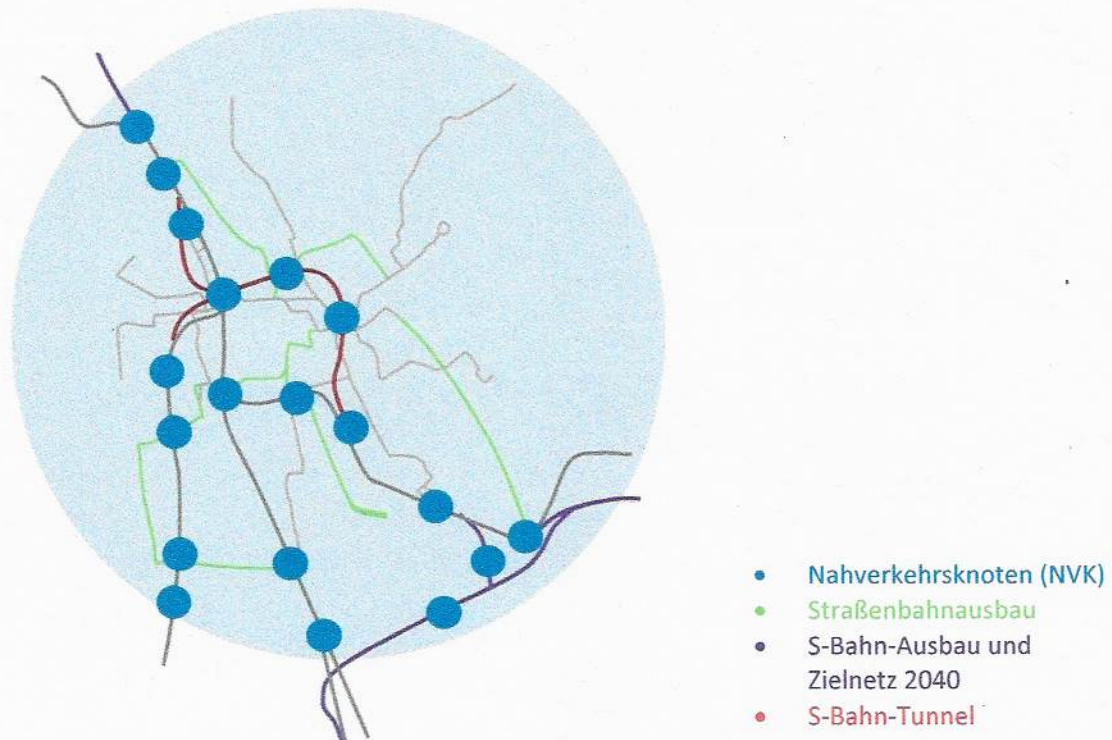 Nahverkehrsknoten (NVK)
Straßenbahnausbau
S-Bahn-Ausbau und
Zielnetz 2040
S-Bahn-Tunnel